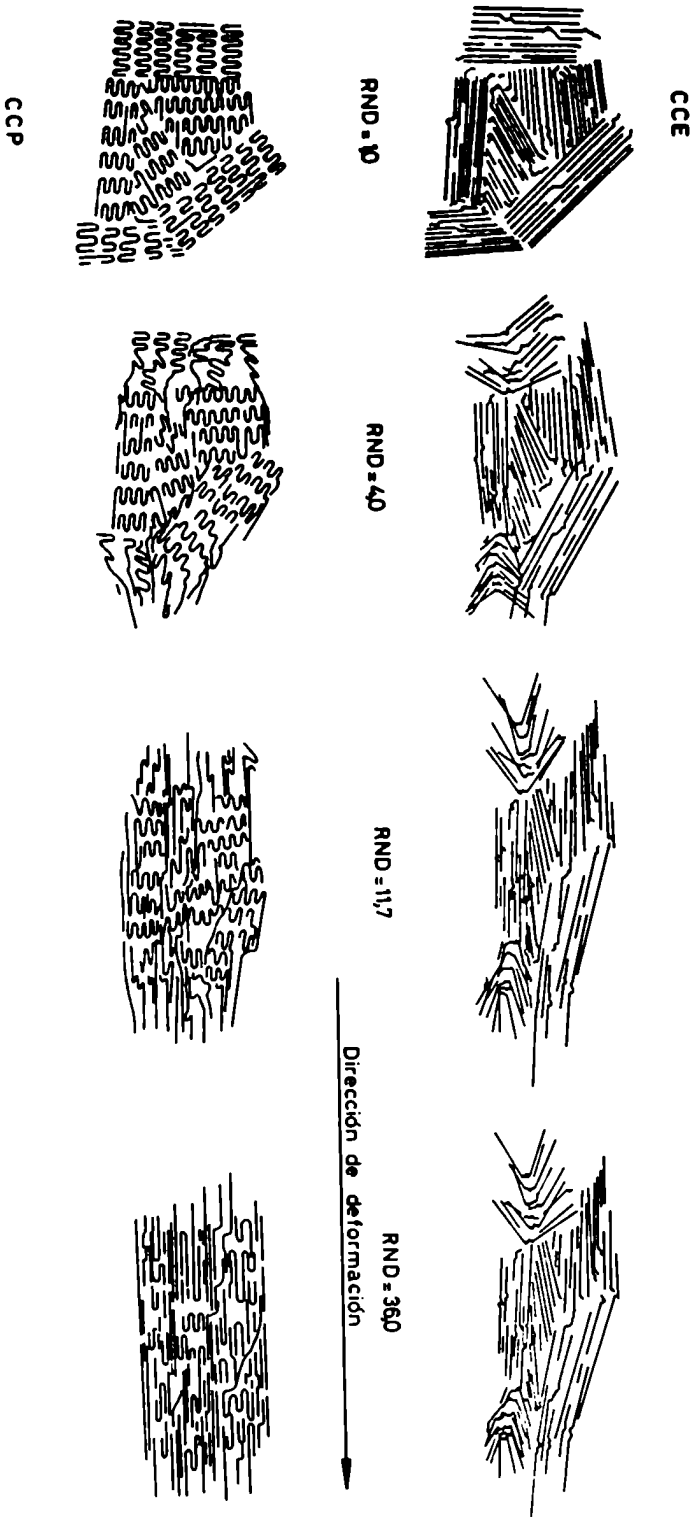 CCE
RND = 1,0
RND = 4,0
RND = 11,7
RND = 36,0
Dirección de deformación
CCP